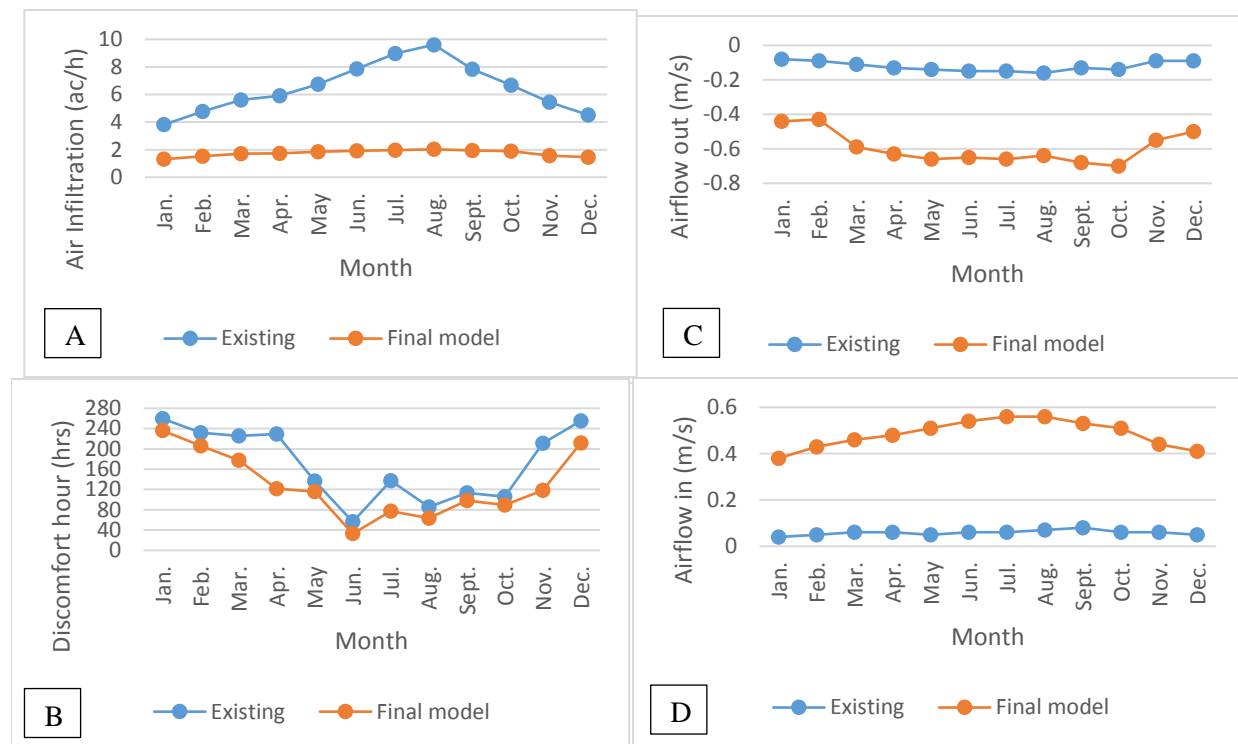 Air Infiltration (ac/h)
10
8
6
4
2
0
Jan.
Feb.
Mar.
Apr.
May
Jun.
Jul.
Aug.
Sept.
Oct.
Nov.
Dec.
Month
A
Existing
Final model
Airflow out (m/s)
0
-0.2
-0.4
-0.6
-0.8
Jan.
Feb.
Mar.
Apr.
May
Jun.
Jul.
Aug.
Sept.
Oct.
Nov.
Dec.
Month
C
Existing
Final model
Discomfort hour (hrs)
280
240
200
160
120
80
40
0
Jan.
Feb.
Mar.
Apr.
May
Jun.
Jul.
Aug.
Sept.
Oct.
Nov.
Dec.
Month
B
Existing
Final model
Airflow in (m/s)
0.6
0.4
0.2
0
Jan.
Feb.
Mar.
Apr.
May
Jun.
Jul.
Aug.
Sept.
Oct.
Nov.
Dec.
Month
D
Existing
Final model